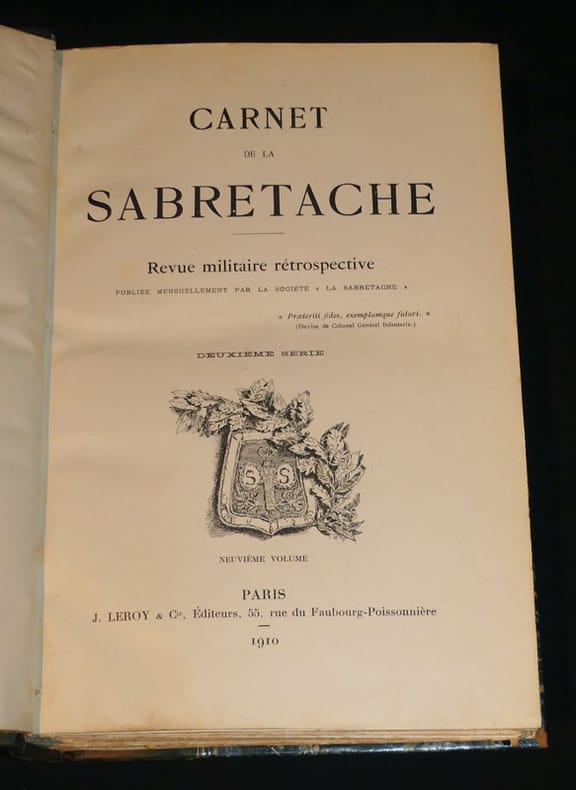 CARNET
DE LA
SABRETACHE
Revue militaire rétrospective
PUBLIÉE MENSUELLEMENT PAR LA SOCIÉTÉ « LA SABRETACHE »
« Præteriti fides, exemplumque futuri. »
(Devise de Colonel Général Infanterie.)
DEUXIÈME SÉRIE
S S
NEUVIÈME VOLUME
PARIS
J. LEROY & Cie, Éditeurs, 55, rue du Faubourg-Poissonnière
1910